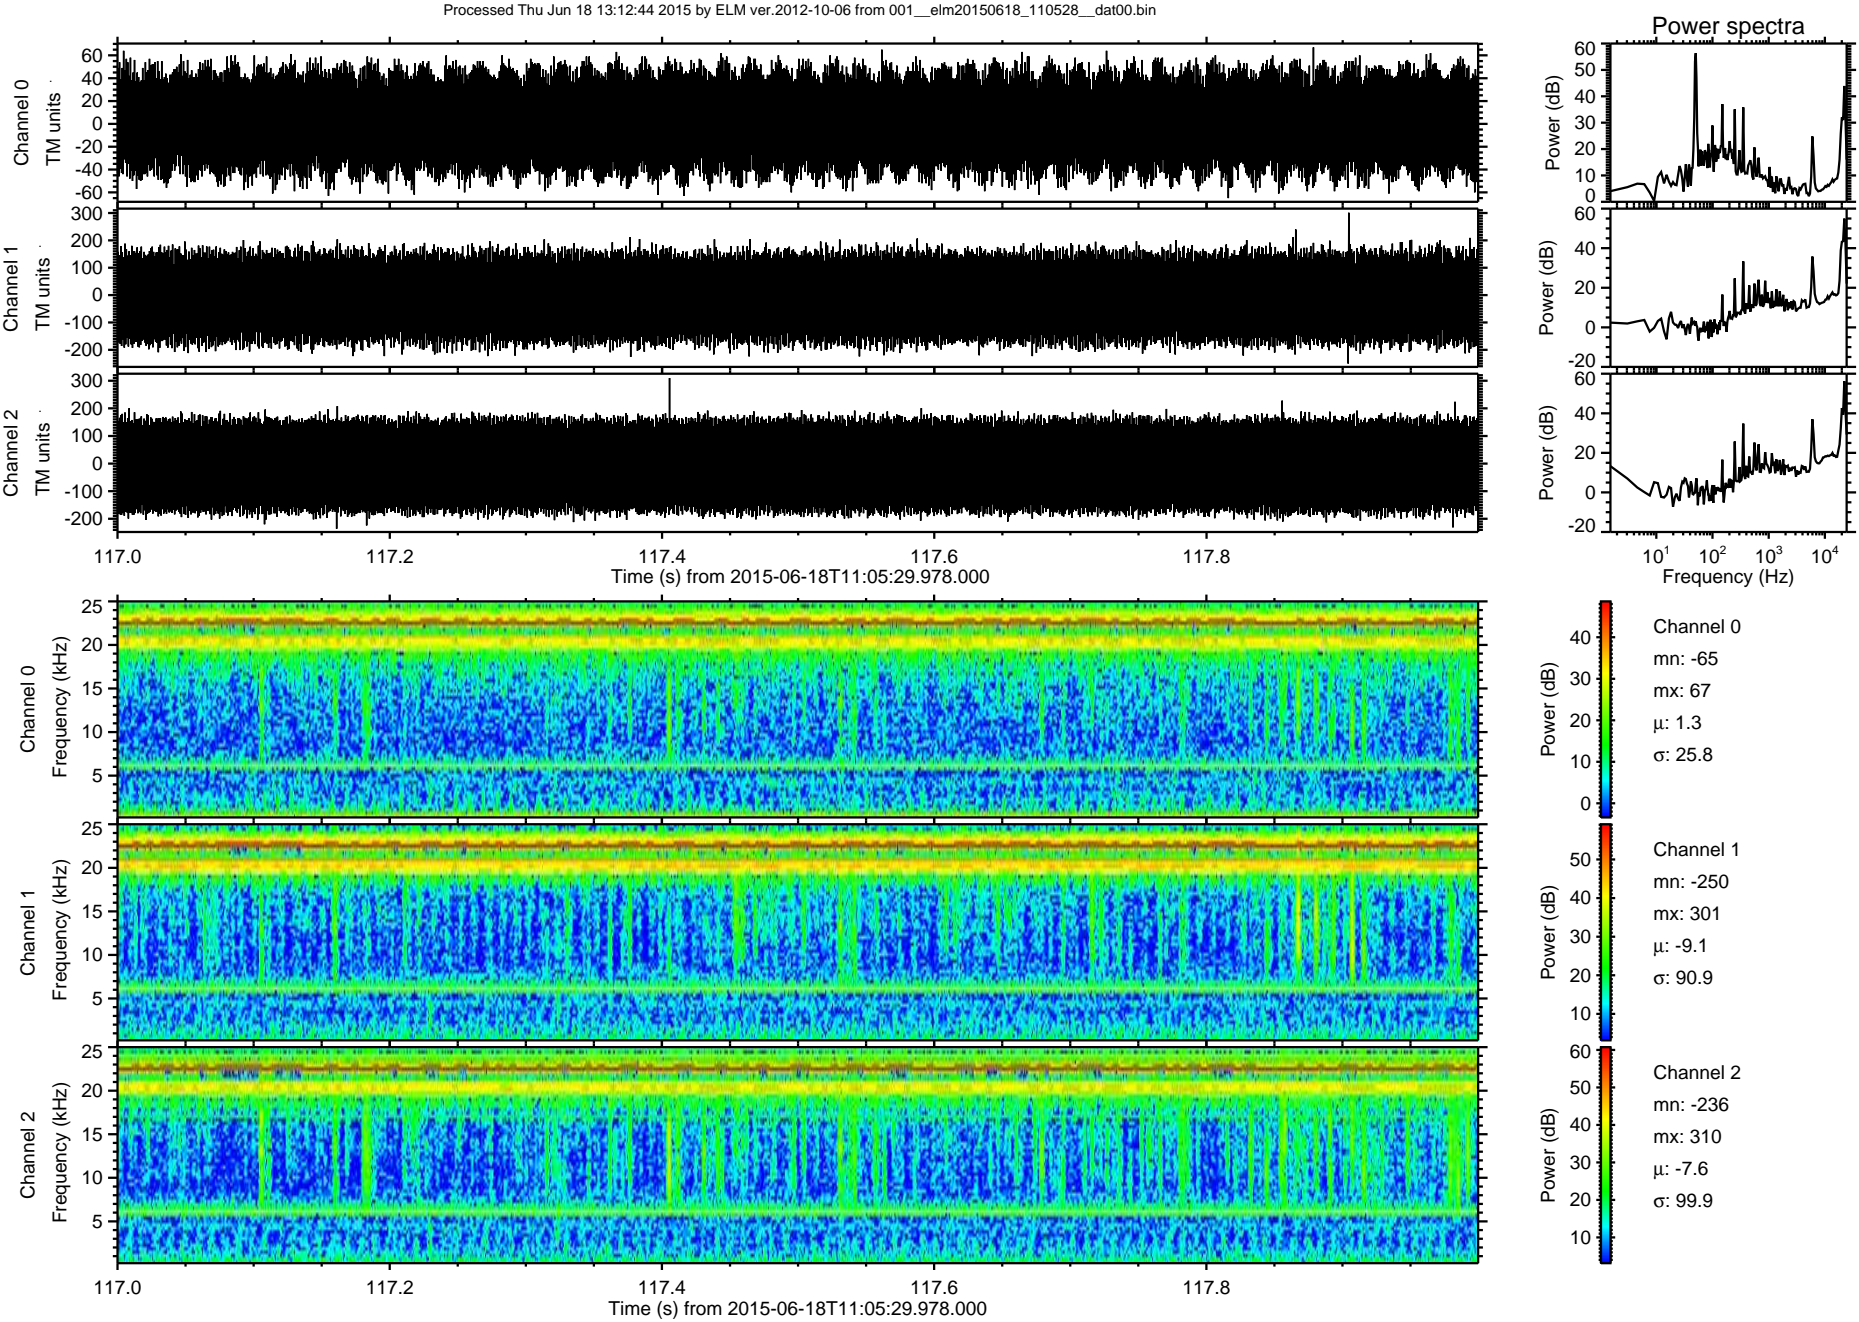 Processed Thu Jun 18 13:12:44 2015 by ELM ver.2012-10-06 from 001__elm20150618_110528__dat00.bin
Power spectra
Channel 0
TM units
60
40
20
0
-20
-40
-60
Power (dB)
60
50
40
30
20
10
0
Channel 1
TM units
300
200
100
0
-100
-200
Power (dB)
60
40
20
0
-20
Channel 2
TM units
300
200
100
0
-100
-200
Power (dB)
60
40
20
0
-20
117.0 117.2 117.4 117.6 117.8
Time (s) from 2015-06-18T11:05:29.978.000
10¹ 10² 10³ 10⁴
Frequency (Hz)
Channel 0
Frequency (kHz)
25
20
15
10
5
Power (dB)
40
30
20
10
0
Channel 0
mn: -65
mx: 67
μ: 1.3
σ: 25.8
Channel 1
Frequency (kHz)
25
20
15
10
5
Power (dB)
50
40
30
20
10
Channel 1
mn: -250
mx: 301
μ: -9.1
σ: 90.9
Channel 2
Frequency (kHz)
25
20
15
10
5
Power (dB)
60
50
40
30
20
10
Channel 2
mn: -236
mx: 310
μ: -7.6
σ: 99.9
117.0 117.2 117.4 117.6 117.8
Time (s) from 2015-06-18T11:05:29.978.000